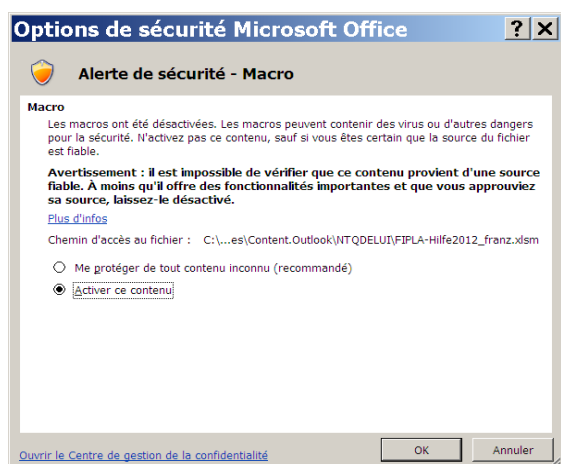 Options de sécurité Microsoft Office
Alerte de sécurité - Macro
Macro
Les macros ont été désactivées. Les macros peuvent contenir des virus ou d'autres dangers
pour la sécurité. N'activez pas ce contenu, sauf si vous êtes certain que la source du fichier
est fiable.
Avertissement : il est impossible de vérifier que ce contenu provient d'une source
fiable. À moins qu'il offre des fonctionnalités importantes et que vous approuviez
sa source, laissez-le désactivé.
Plus d'infos
Chemin d'accès au fichier : C:\...es\Content.Outlook\NTQDELUI\FIPLA-Hilfe2012_franz.xlsm
Me protéger de tout contenu inconnu (recommandé)
Activer ce contenu
Ouvrir le Centre de gestion de la confidentialité
OK
Annuler